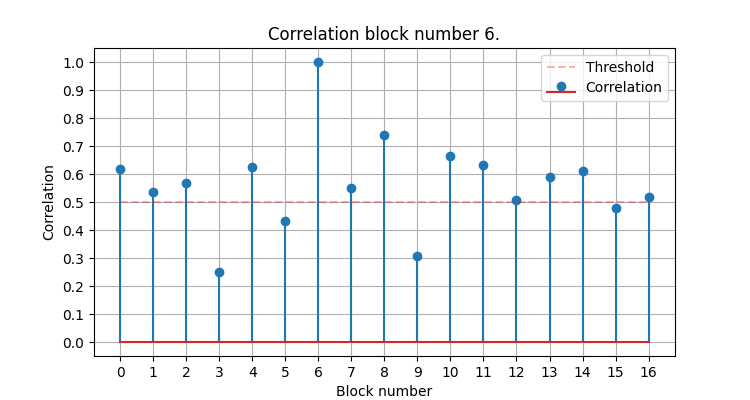 Correlation block number 6.
Threshold
Correlation
1.0
0.9
0.8
0.7
0.6
0.5
0.4
0.3
0.2
0.1
0.0
Correlation
0 1 2 3 4 5 6 7 8 9 10 11 12 13 14 15 16
Block number